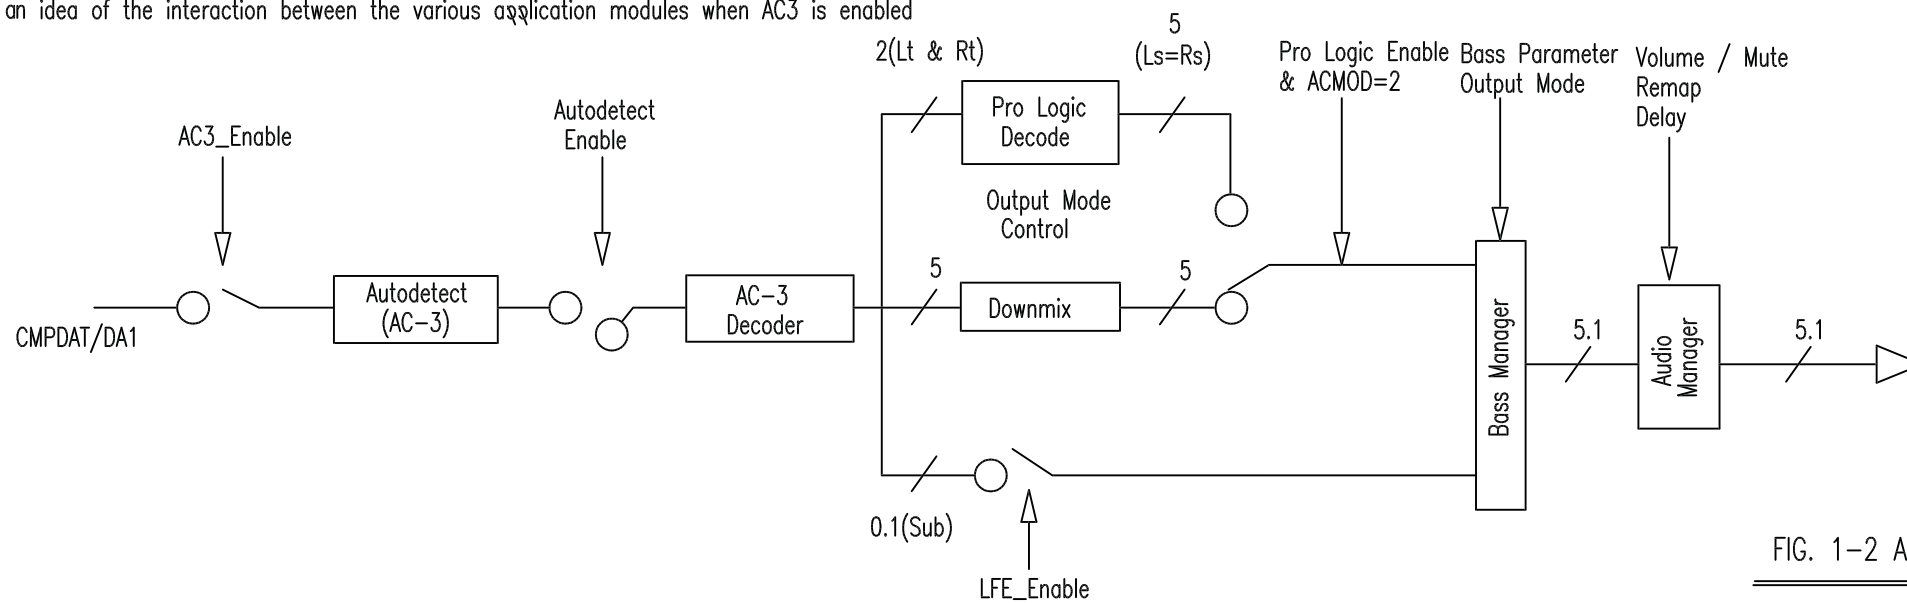 an idea of the interaction between the various application modules when AC3 is enabled
5
2(Lt & Rt)
(Ls=Rs)
Pro Logic Enable
& ACMOD=2
Bass Parameter
Output Mode
Volume / Mute
Remap
Delay
AC3_Enable
Autodetect
Enable
Pro Logic
Decode
Output Mode
Control
CMPDAT/DA1
Autodetect
(AC-3)
AC-3
Decoder
5
Downmix
5
Bass Manager
5.1
Audio
Manager
5.1
0.1(Sub)
LFE_Enable
FIG. 1-2 A